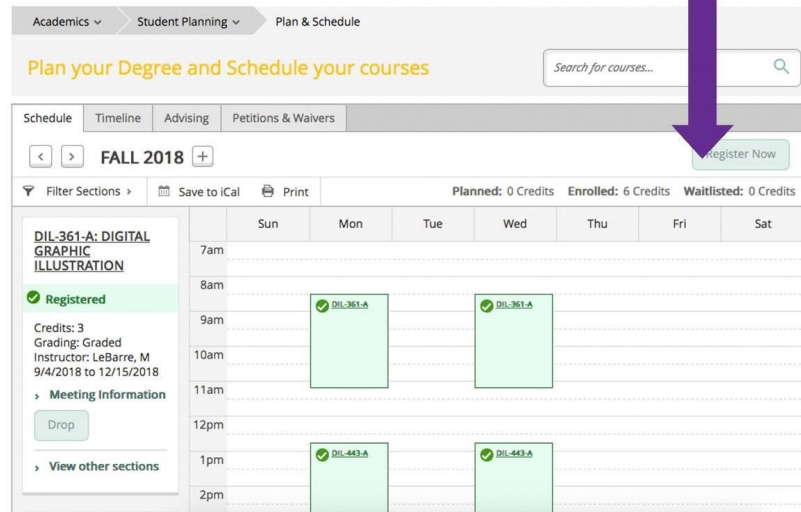 Academics Student Planning Plan & Schedule
Plan your Degree and Schedule your courses
Search for courses...
Schedule Timeline Advising Petitions & Waivers
< > FALL 2018 +
Register Now
Filter Sections > Save to iCal Print Planned: 0 Credits Enrolled: 6 Credits Waitlisted: 0 Credits
Sun Mon Tue Wed Thu Fri Sat
DIL-361-A: DIGITAL
GRAPHIC
ILLUSTRATION
Registered
Credits: 3
Grading: Graded
Instructor: LeBarre, M
9/4/2018 to 12/15/2018
> Meeting Information
Drop
> View other sections
7am
8am
DIL-361-A DIL-361-A
9am
10am
11am
12pm
DIL-443-A DIL-443-A
1pm
2pm